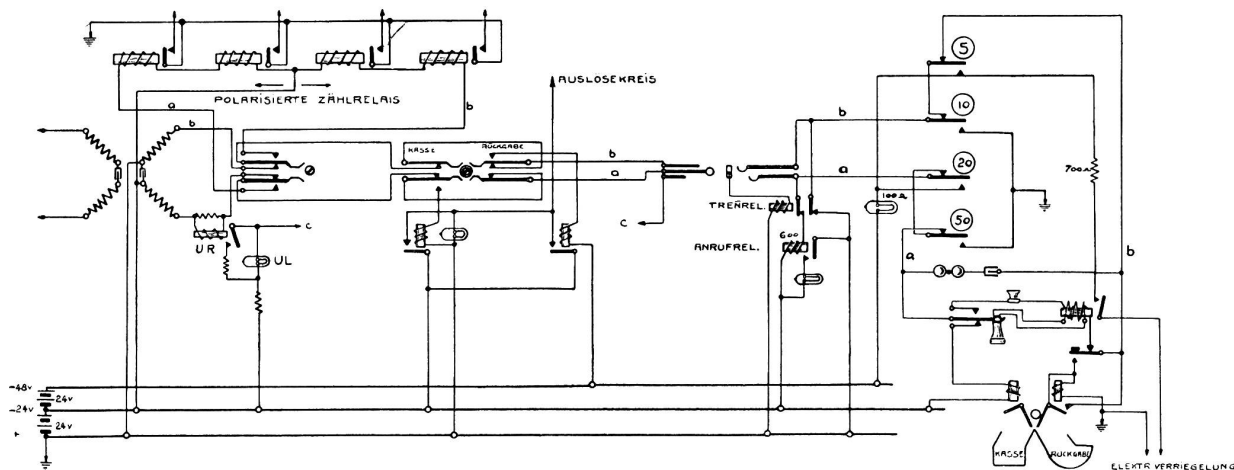 5
AUSLOSEKREIS
POLARISIERTE ZÄHLRELAIS
a
b
10
b
b
KASSE
RÜCKGABE
b
a
a
20
700Ω
100Ω
TRENREL.
C
c
50
UR
600
ANRUFREL.
UL
a
b
-48V
24V
-24V
24V
+
KASSE
RÜCKGABE
ELEKTR VERRIEGELUNG